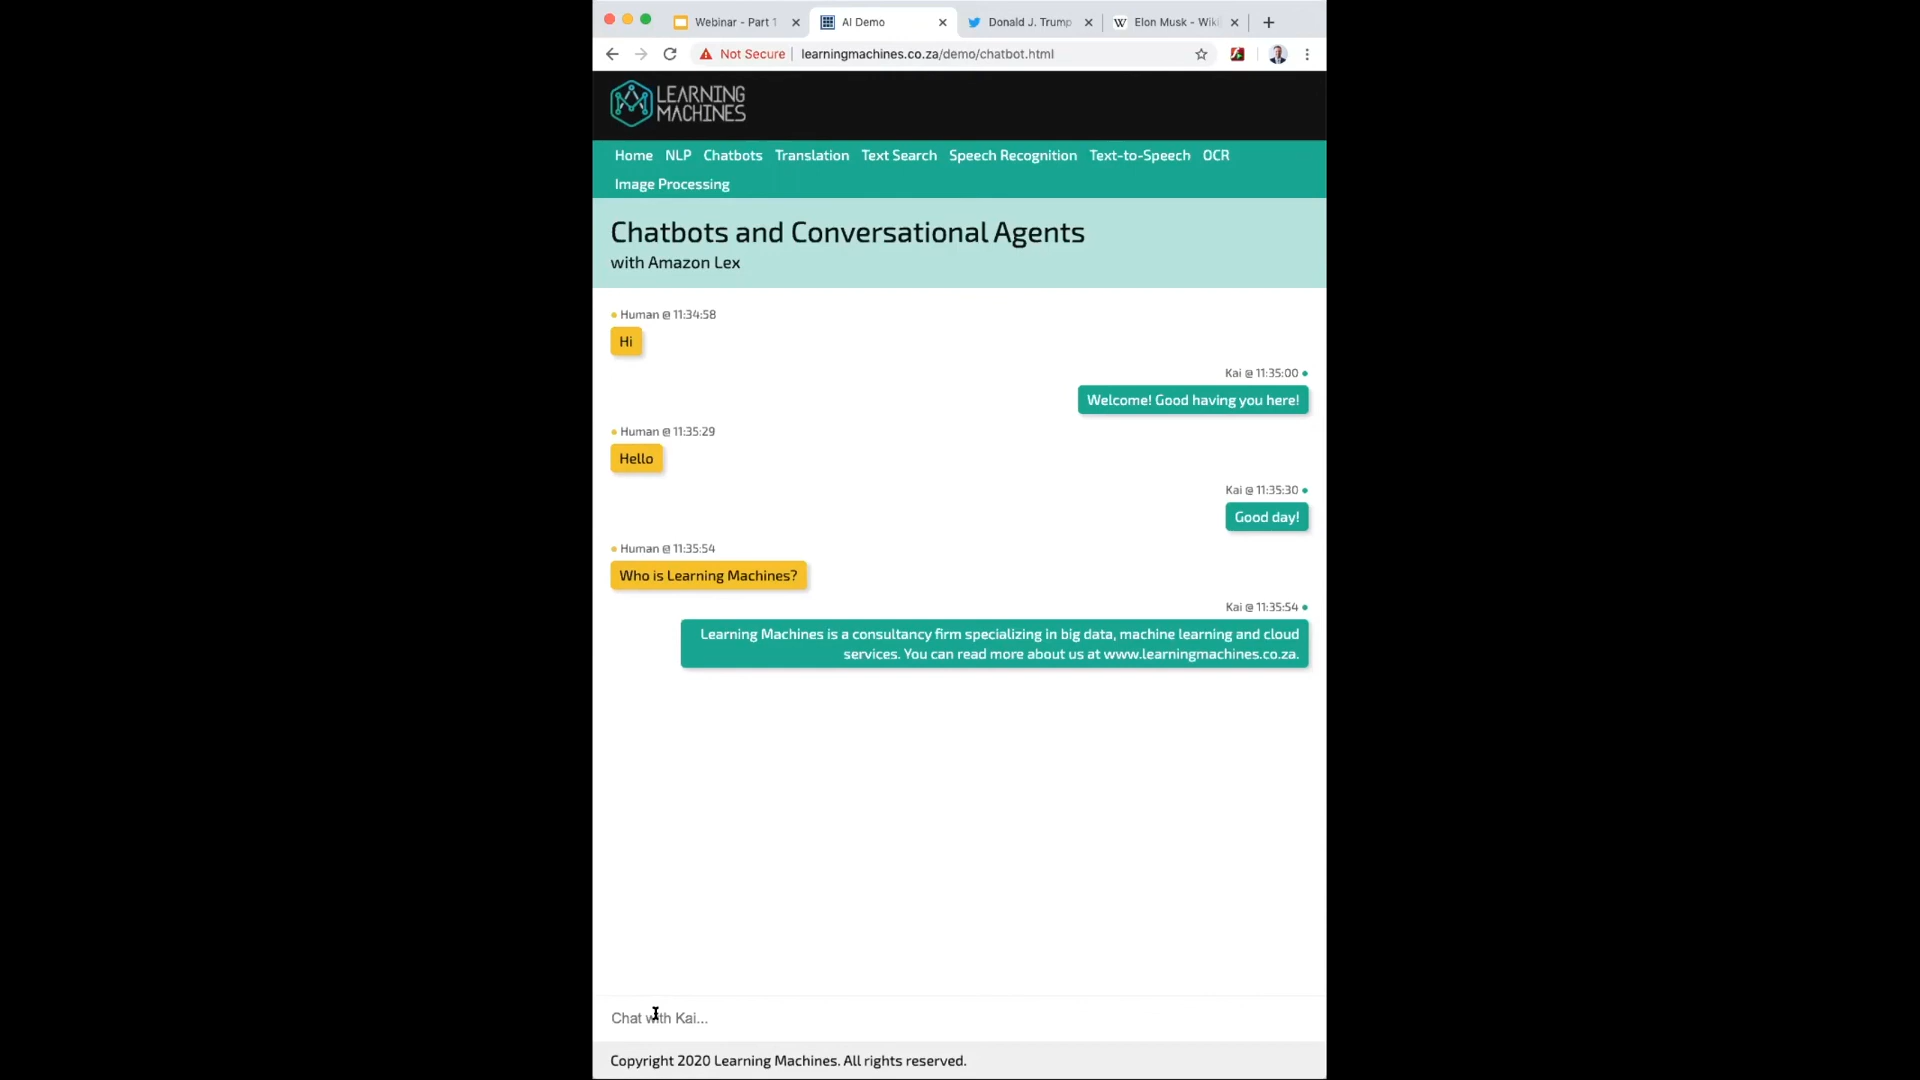 Webinar - Part 1
AI Demo
Donald J. Trump
Elon Musk - Wiki
Not Secure
learningmachines.co.za/demo/chatbot.html
LEARNING
MACHINES
Home NLP Chatbots Translation Text Search Speech Recognition Text-to-Speech OCR
Image Processing
Chatbots and Conversational Agents
with Amazon Lex
Human @ 11:34:58
Hi
Kai @ 11:35:00
Welcome! Good having you here!
Human @ 11:35:29
Hello
Kai @ 11:35:30
Good day!
Human @ 11:35:54
Who is Learning Machines?
Kai @ 11:35:54
Learning Machines is a consultancy firm specializing in big data, machine learning and cloud
services. You can read more about us at www.learningmachines.co.za.
Chat with Kai...
Copyright 2020 Learning Machines. All rights reserved.